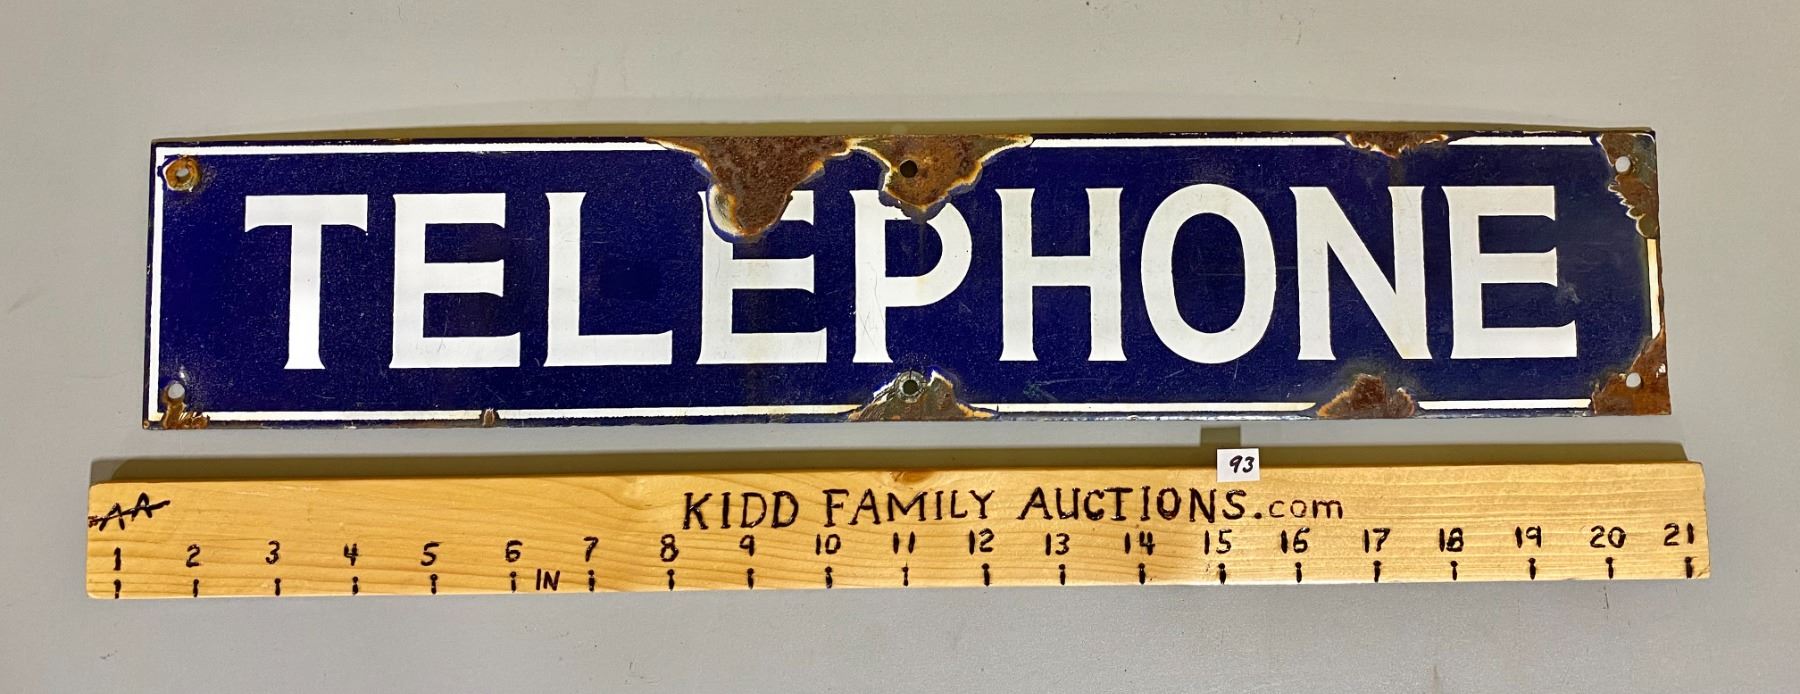 TELEPHONE
93
AA KIDD FAMILY AUCTIONS.com
1 2 3 4 5 6 7 8 9 10 11 12 13 14 15 16 17 18 19 20 21
IN